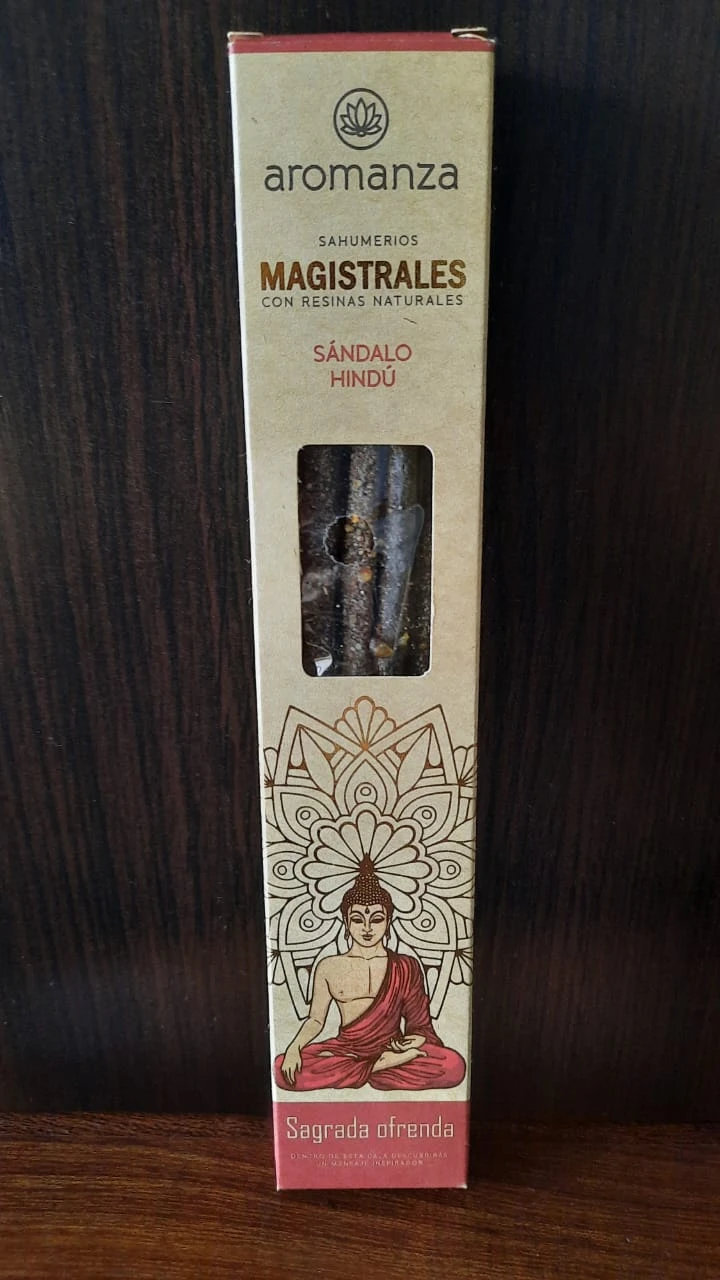 aromanza
SAHUMERIOS
MAGISTRALES
CON RESINAS NATURALES
SÁNDALO
HINDÚ
Sagrada ofrenda
DENTRO DE ESTA CAJA DESCUBRIRÁS
UN MENSAJE INSPIRADOR